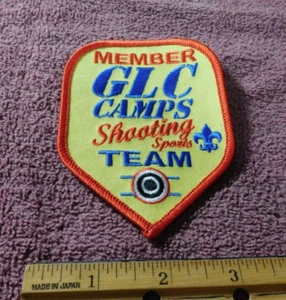 MEMBER
GLC
CAMPS
Shooting
Sports
TEAM
MADE IN JAPAN 1 2 3